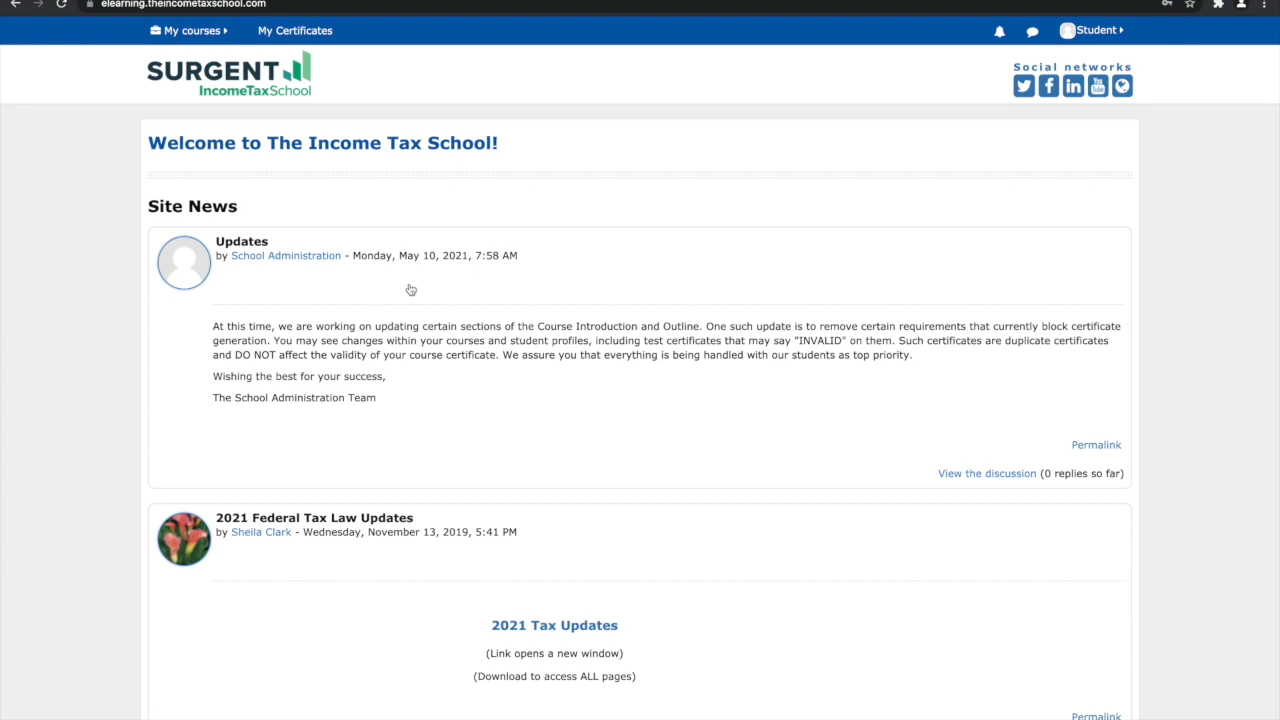 elearning.theincometaxschool.com
My courses
My Certificates
Student
SURGENT
IncomeTaxSchool
Social networks
Welcome to The Income Tax School!
Site News
Updates
by School Administration - Monday, May 10, 2021, 7:58 AM
At this time, we are working on updating certain sections of the Course Introduction and Outline. One such update is to remove certain requirements that currently block certificate
generation. You may see changes within your courses and student profiles, including test certificates that may say "INVALID" on them. Such certificates are duplicate certificates
and DO NOT affect the validity of your course certificate. We assure you that everything is being handled with our students as top priority.
Wishing the best for your success,
The School Administration Team
Permalink
View the discussion (0 replies so far)
2021 Federal Tax Law Updates
by Sheila Clark - Wednesday, November 13, 2019, 5:41 PM
2021 Tax Updates
(Link opens a new window)
(Download to access ALL pages)
Permalink